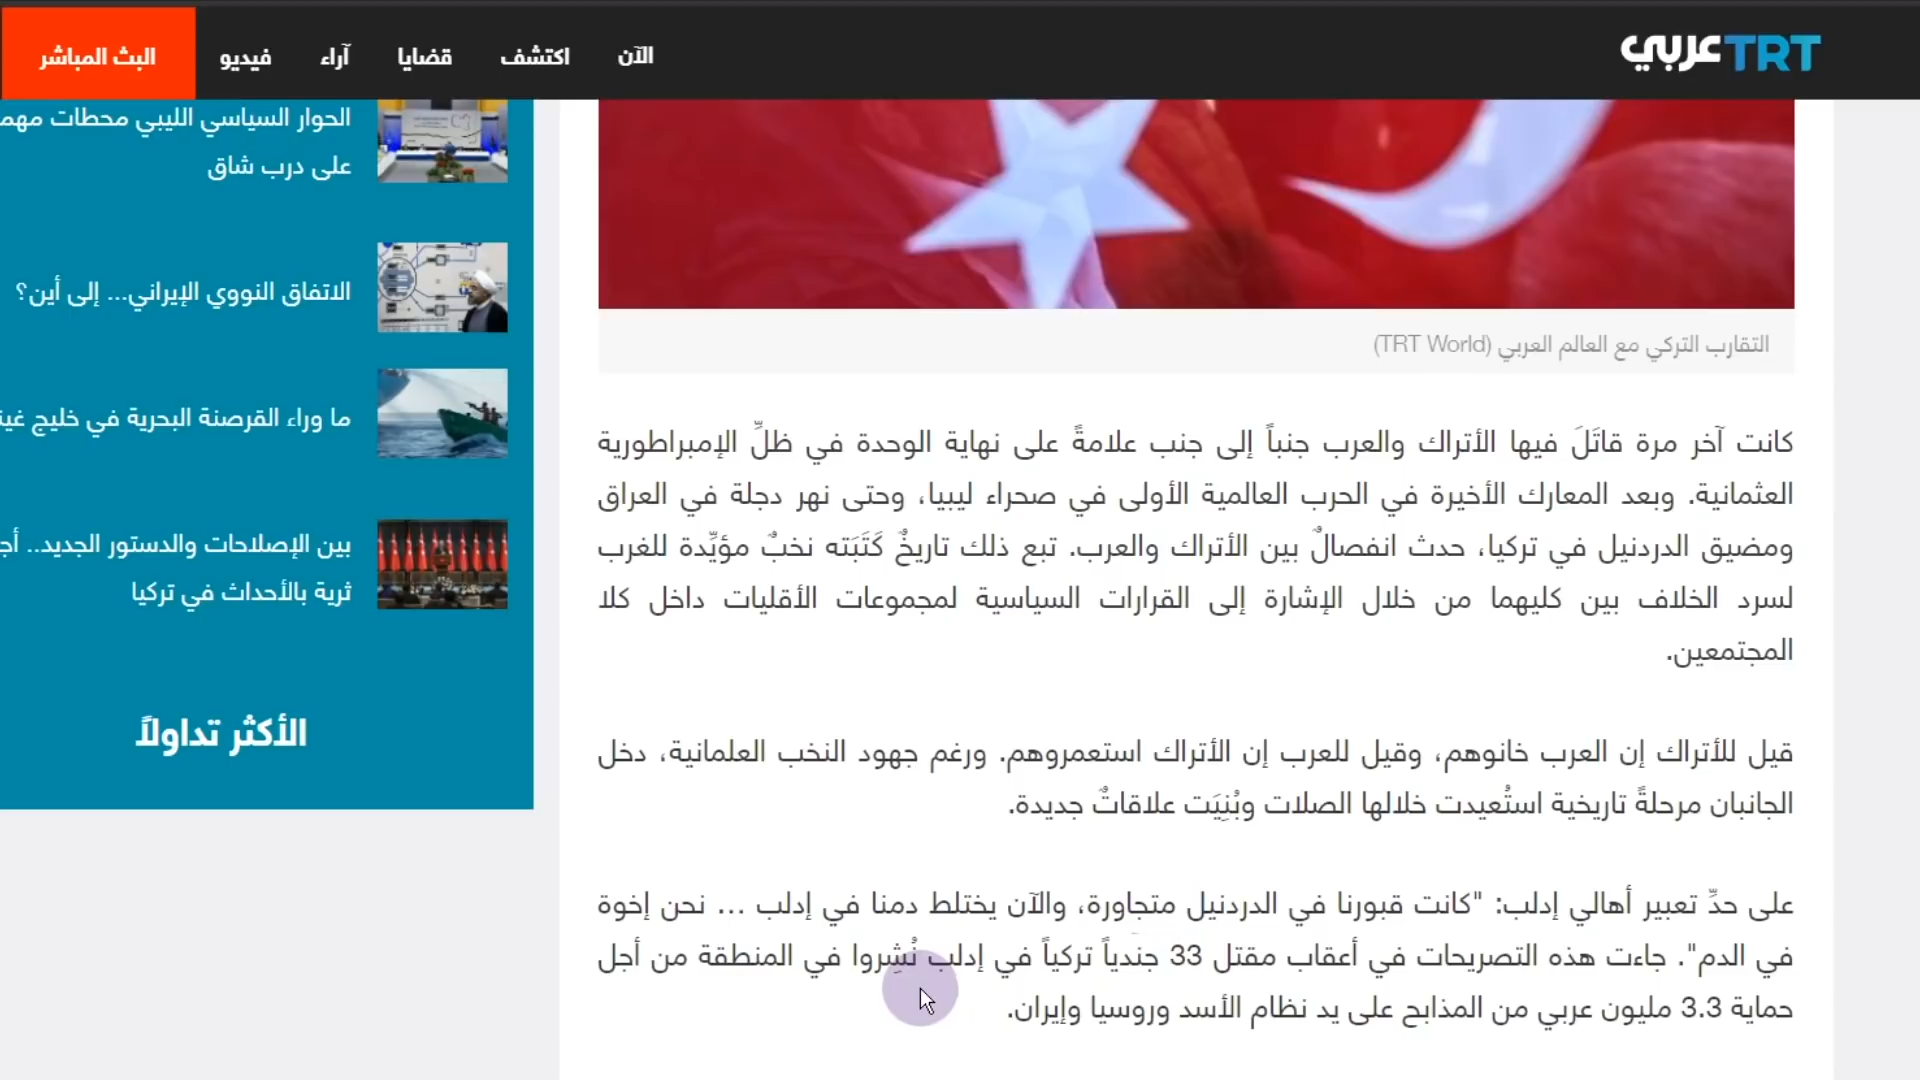 TRT عربي
الآن
اكتشف
قضايا
آراء
فيديو
البث المباشر
التقارب التركي مع العالم العربي (TRT World)
كانت آخر مرة قاتَلَ فيها الأتراك والعرب جنباً إلى جنب علامةً على نهاية الوحدة في ظلِّ الإمبراطورية
العثمانية. وبعد المعارك الأخيرة في الحرب العالمية الأولى في صحراء ليبيا، وحتى نهر دجلة في العراق
ومضيق الدردنيل في تركيا، حدث انفصالٌ بين الأتراك والعرب. تبع ذلك تاريخٌ كَتَبَته نخبٌ مؤيِّدة للغرب
لسرد الخلاف بين كليهما من خلال الإشارة إلى القرارات السياسية لمجموعات الأقليات داخل كلا
المجتمعين.
قيل للأتراك إن العرب خانوهم، وقيل للعرب إن الأتراك استعمروهم. ورغم جهود النخب العلمانية، دخل
الجانبان مرحلةً تاريخية استُعيدت خلالها الصلات وبُنِيَت علاقاتٌ جديدة.
على حدِّ تعبير أهالي إدلب: "كانت قبورنا في الدردنيل متجاورة، والآن يختلط دمنا في إدلب ... نحن إخوة
في الدم". جاءت هذه التصريحات في أعقاب مقتل 33 جندياً تركياً في إدلب نُشِروا في المنطقة من أجل
حماية 3.3 مليون عربي من المذابح على يد نظام الأسد وروسيا وإيران.
الحوار السياسي الليبي محطات
على درب شاق
الاتفاق النووي الإيراني... إلى أين؟
ما وراء القرصنة البحرية في خليج
بين الإصلاحات والدستور الجديد..
ثرية بالأحداث في تركيا
الأكثر تداولاً